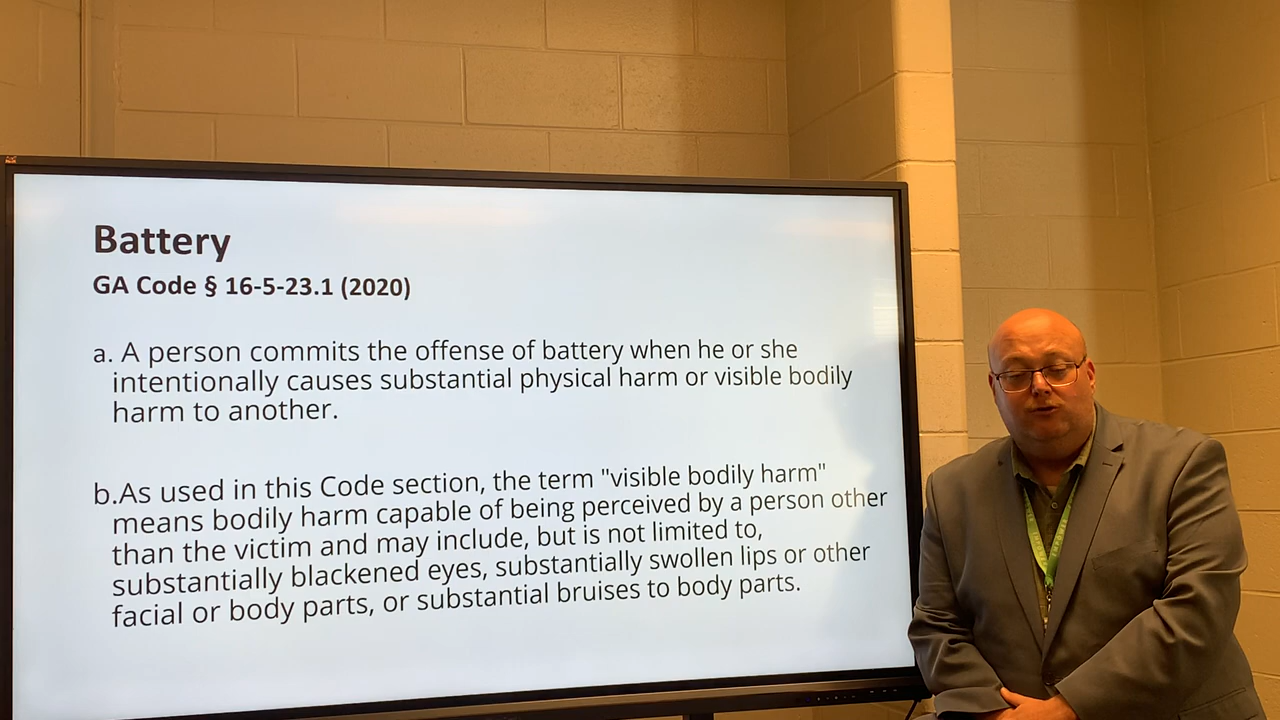 Battery
GA Code § 16-5-23.1 (2020)
a. A person commits the offense of battery when he or she
intentionally causes substantial physical harm or visible bodily
harm to another.
b.As used in this Code section, the term "visible bodily harm"
means bodily harm capable of being perceived by a person other
than the victim and may include, but is not limited to,
substantially blackened eyes, substantially swollen lips or other
facial or body parts, or substantial bruises to body parts.